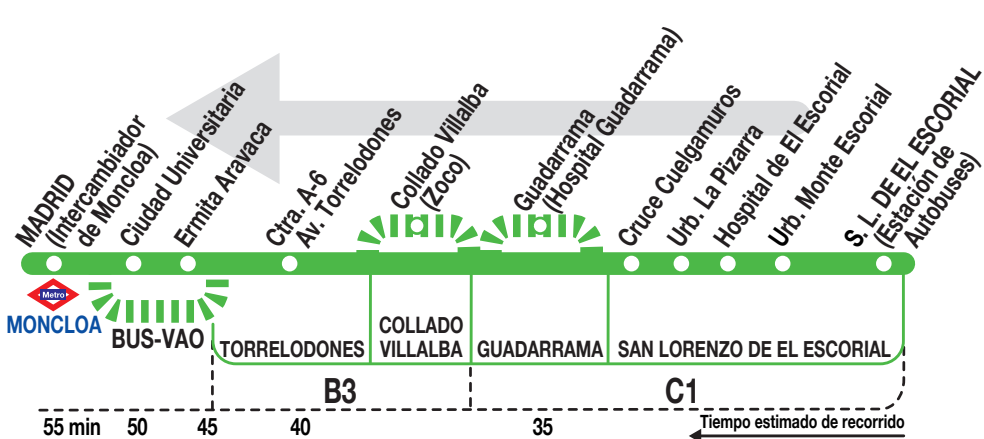 MADRID
(Intercambiador
de Moncloa)
Ciudad Universitaria
Ermita Aravaca
Ctra. A-6
Av. Torrelodones
Collado Villalba
(Zoco)
Guadarrama
(Hospital Guadarrama)
Cruce Cuelgamuros
Urb. La Pizarra
Hospital de El Escorial
Urb. Monte Escorial
S. L. DE EL ESCORIAL
(Estación de
Autobuses)
Metro
MONCLOA
BUS-VAO
TORRELODONES
COLLADO
VILLALBA
GUADARRAMA
SAN LORENZO DE EL ESCORIAL
B3
C1
55 min 50 45 40 35
Tiempo estimado de recorrido